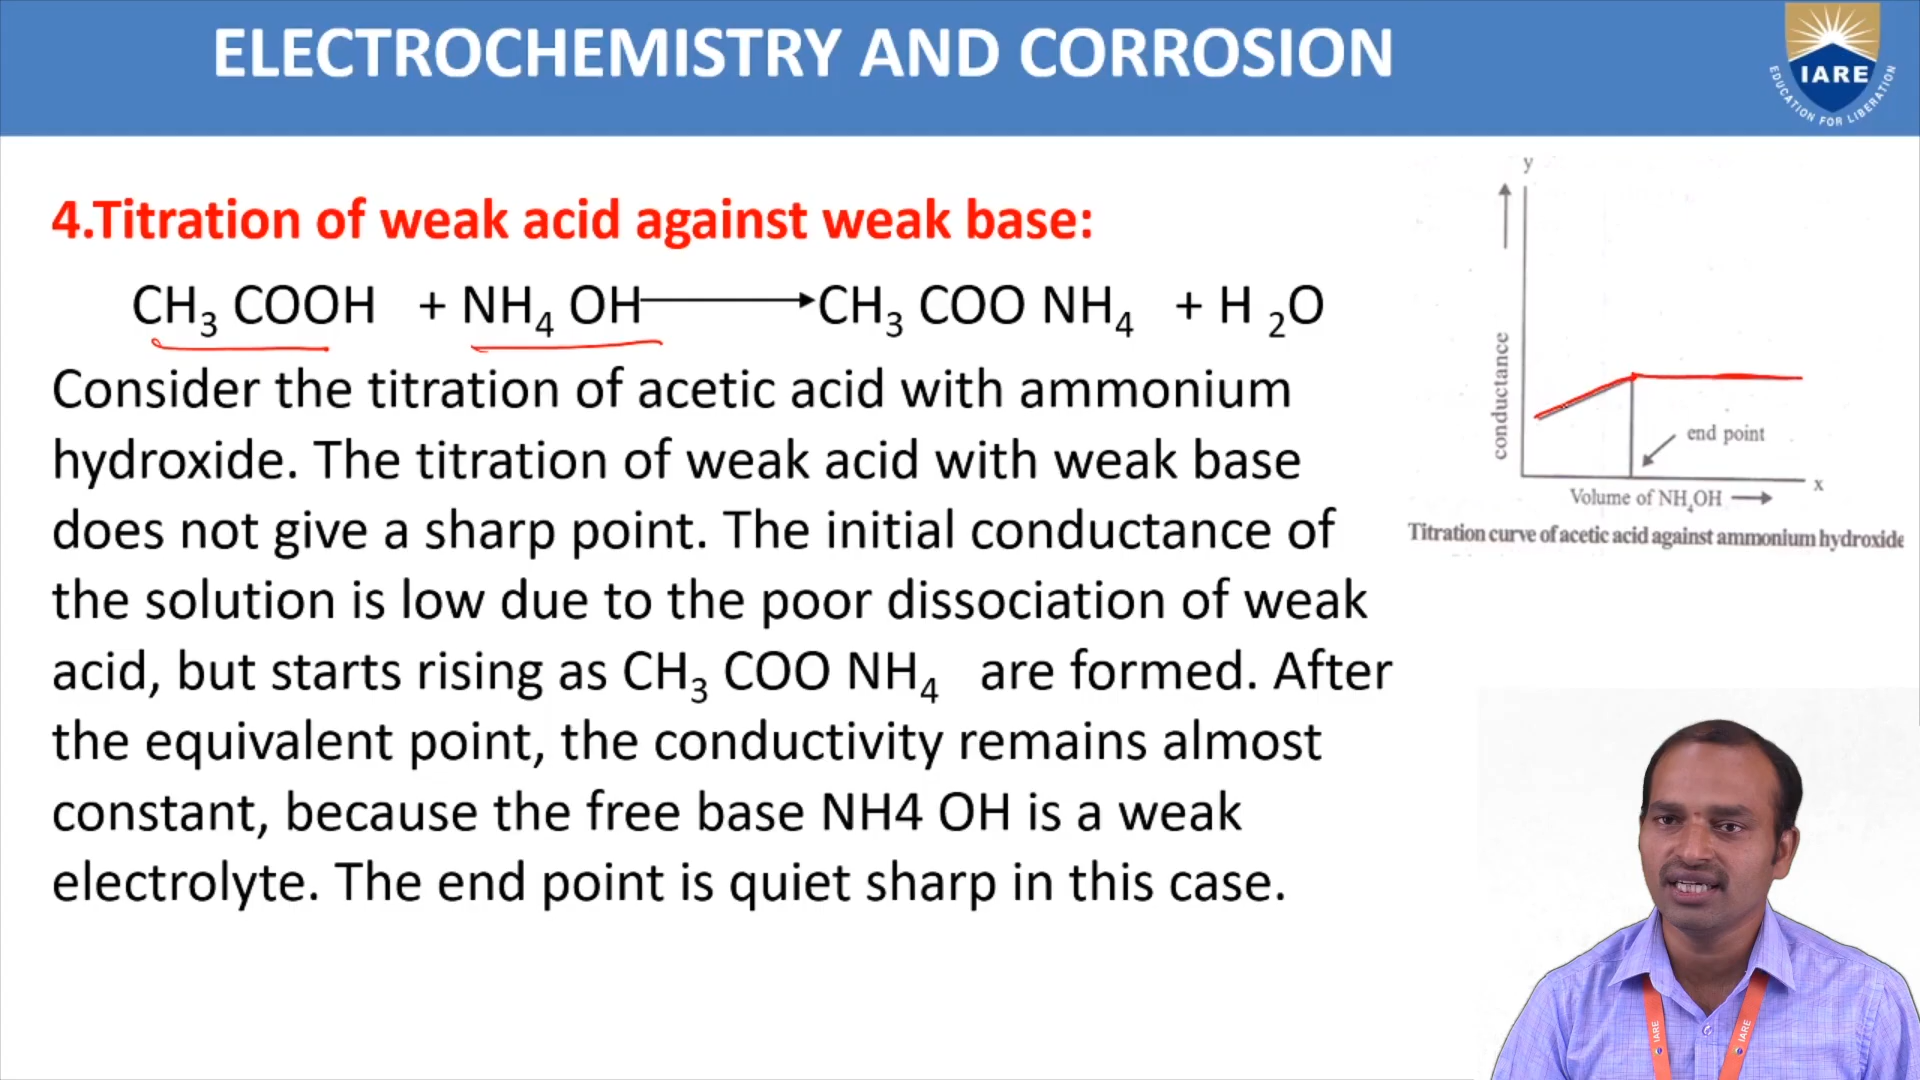 ELECTROCHEMISTRY AND CORROSION
IARE
EDUCATION FOR LIBERATION
4.Titration of weak acid against weak base:
CH3 COOH + NH4 OH→CH3 COO NH4 + H 2O
Consider the titration of acetic acid with ammonium
hydroxide. The titration of weak acid with weak base
does not give a sharp point. The initial conductance of
the solution is low due to the poor dissociation of weak
acid, but starts rising as CH3 COO NH4 are formed. After
the equivalent point, the conductivity remains almost
constant, because the free base NH4 OH is a weak
electrolyte. The end point is quiet sharp in this case.
y
conductance
end point
x
Volume of NH4OH
Titration curve of acetic acid against ammonium hydroxide
IARE
IARE